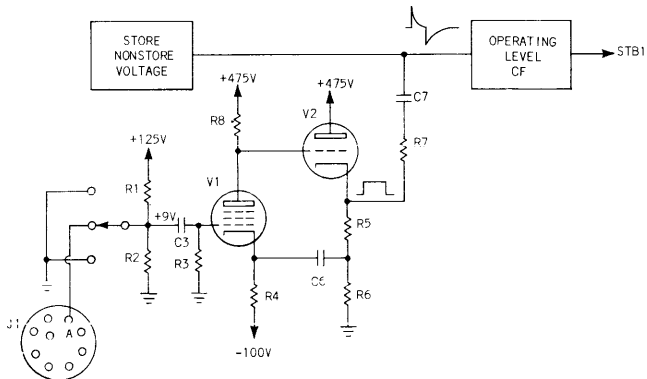 STORE
NONSTORE
VOLTAGE
OPERATING
LEVEL
CF
STB1
+475V
+475V
C7
V2
R8
R7
+125V
V1
R1
+9V
R5
C3
R2
R3
C6
R4
R6
J1
A
-100V